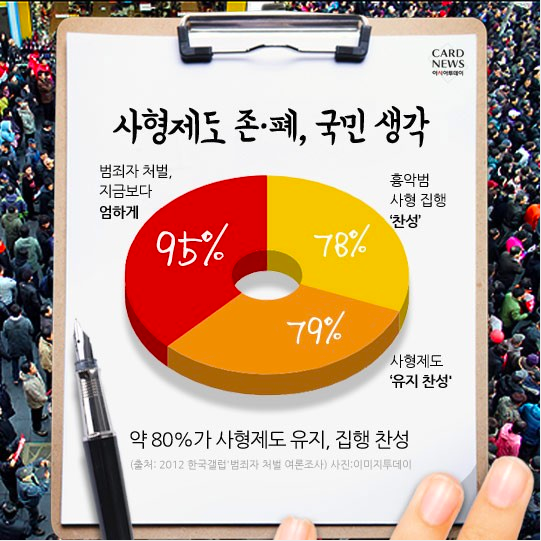 CARD
NEWS
아시아투데이
사형제도 존·폐, 국민 생각
범죄자 처벌,
지금보다
엄하게
95%
흉악범
사형 집행
'찬성'
78%
79%
사형제도
'유지 찬성'
약 80%가 사형제도 유지, 집행 찬성
(출처: 2012 한국갤럽'범죄자 처벌 여론조사) 사진:이미지투데이